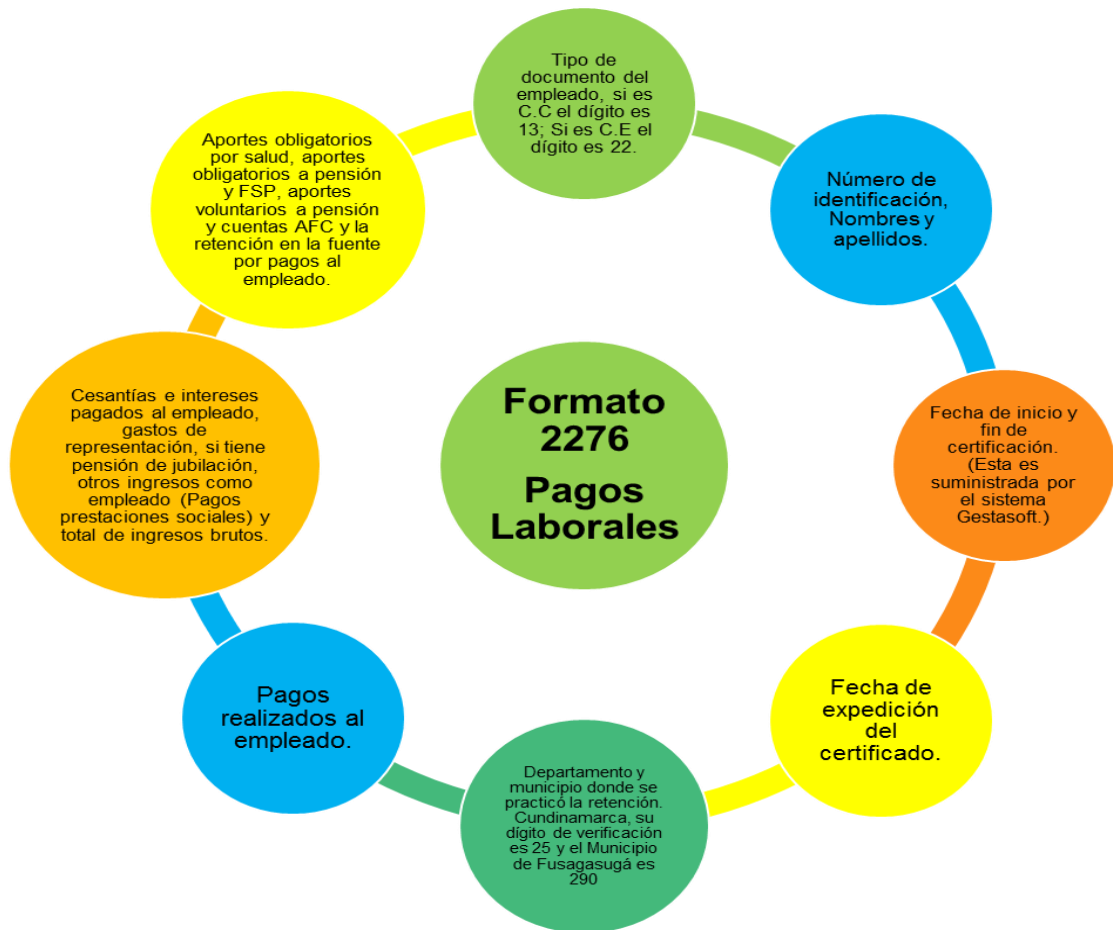 Tipo de
documento del
empleado, si es
C.C el dígito es
13; Si es C.E el
dígito es 22.
Número de
identificación,
Nombres y
apellidos.
Fecha de inicio y
fin de
certificación.
(Esta es
suministrada por
el sistema
Gestasoft.)
Fecha de
expedición
del
certificado.
Departamento y
municipio donde se
practicó la retención.
Cundinamarca, su
dígito de verificación
es 25 y el Municipio
de Fusagasugá es
290
Pagos
realizados al
empleado.
Cesantías e intereses
pagados al empleado,
gastos de
representación, si tiene
pensión de jubilación,
otros ingresos como
empleado (Pagos
prestaciones sociales) y
total de ingresos brutos.
Aportes obligatorios
por salud, aportes
obligatorios a pensión
y FSP, aportes
voluntarios a pensión
y cuentas AFC y la
retención en la fuente
por pagos al
empleado.
Formato
2276
Pagos
Laborales